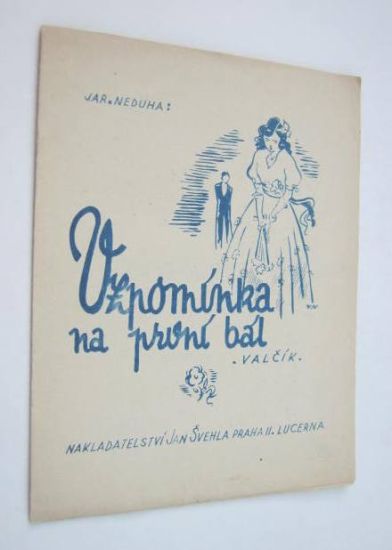 JAR. NEDUHA:
Vzpomínka
na první bál
. VALČÍK .
NAKLADATELSTVÍ JAN ŠVEHLA PRAHA II. LUCERNA